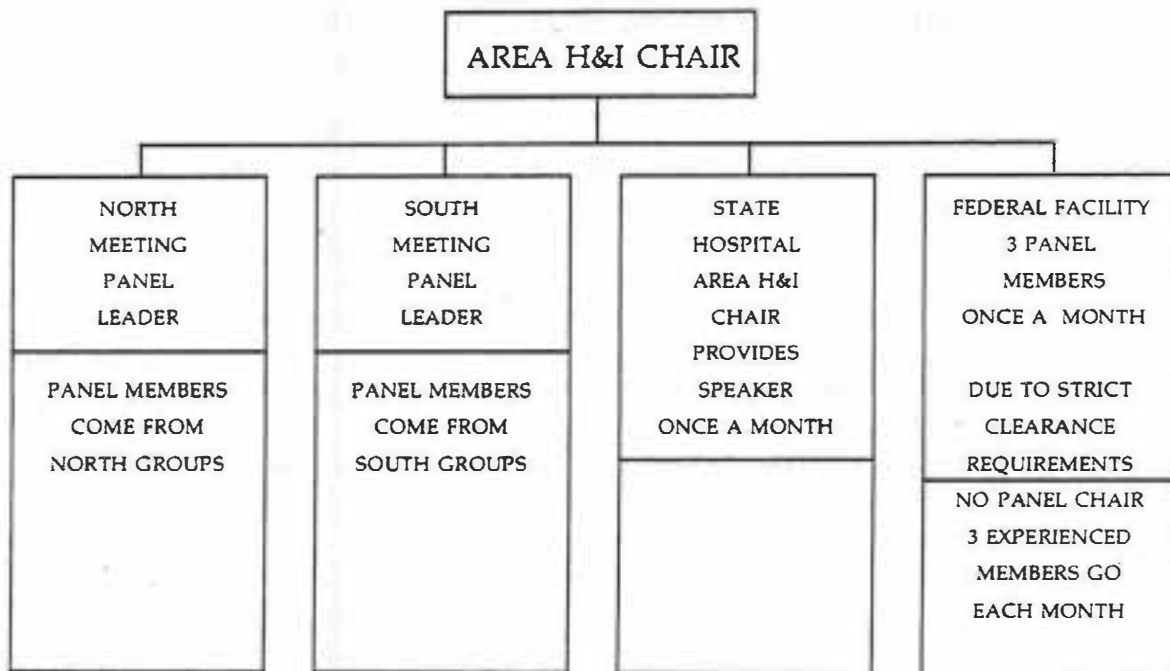 AREA H&I CHAIR
NORTH
MEETING
PANEL
LEADER
PANEL MEMBERS
COME FROM
NORTH GROUPS
SOUTH
MEETING
PANEL
LEADER
PANEL MEMBERS
COME FROM
SOUTH GROUPS
STATE
HOSPITAL
AREA H&I
CHAIR
PROVIDES
SPEAKER
ONCE A MONTH
FEDERAL FACILITY
3 PANEL
MEMBERS
ONCE A MONTH
DUE TO STRICT
CLEARANCE
REQUIREMENTS
NO PANEL CHAIR
3 EXPERIENCED
MEMBERS GO
EACH MONTH